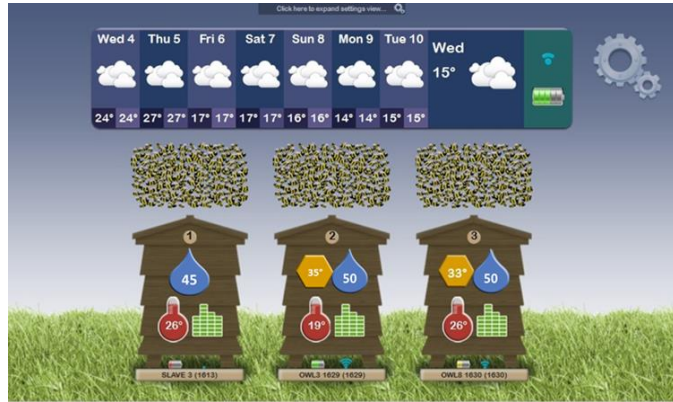 Click here to expand settings view...
Wed 4 Thu 5 Fri 6 Sat 7 Sun 8 Mon 9 Tue 10
Wed
15°
24° 24° 27° 27° 17° 17° 17° 17° 16° 16° 14° 14° 15° 15°
1 2 3
45 35° 50 33° 50
26° 19° 26°
SLAVE 3 (1613) OWL3 1629 (1629) OWL8 1630 (1630)